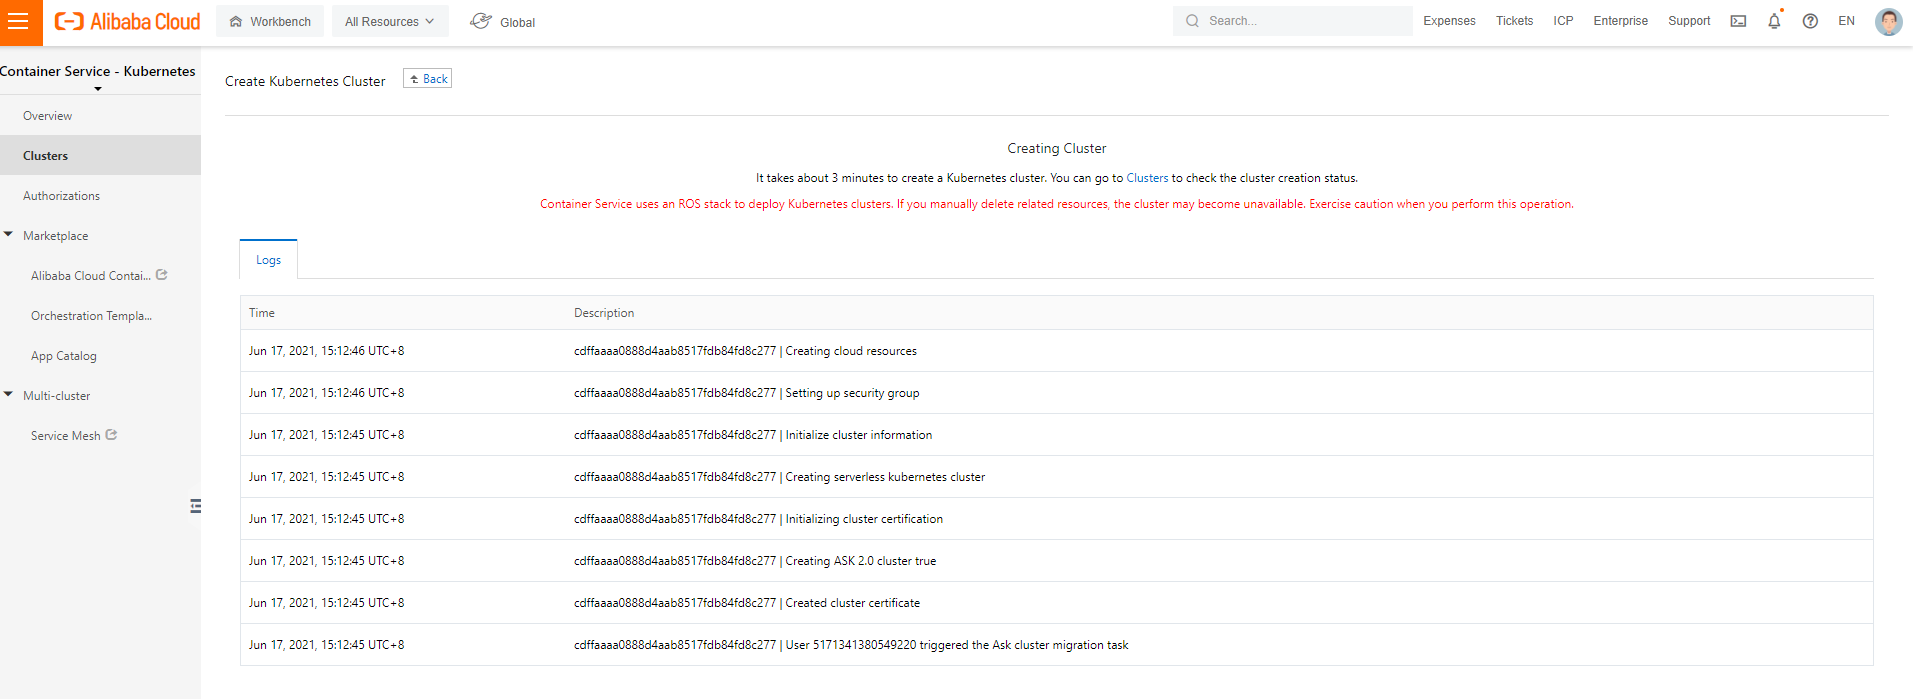 Alibaba Cloud
Workbench
All Resources
Global
Search...
Expenses
Tickets
ICP
Enterprise
Support
EN
Container Service - Kubernetes
Overview
Clusters
Authorizations
Marketplace
Alibaba Cloud Contai...
Orchestration Templa...
App Catalog
Multi-cluster
Service Mesh
Create Kubernetes Cluster
Back
Creating Cluster
It takes about 3 minutes to create a Kubernetes cluster. You can go to Clusters to check the cluster creation status.
Container Service uses an ROS stack to deploy Kubernetes clusters. If you manually delete related resources, the cluster may become unavailable. Exercise caution when you perform this operation.
Logs
Time Description
Jun 17, 2021, 15:12:46 UTC+8 cdffaaaa0888d4aab8517fdb84fd8c277 | Creating cloud resources
Jun 17, 2021, 15:12:46 UTC+8 cdffaaaa0888d4aab8517fdb84fd8c277 | Setting up security group
Jun 17, 2021, 15:12:45 UTC+8 cdffaaaa0888d4aab8517fdb84fd8c277 | Initialize cluster information
Jun 17, 2021, 15:12:45 UTC+8 cdffaaaa0888d4aab8517fdb84fd8c277 | Creating serverless kubernetes cluster
Jun 17, 2021, 15:12:45 UTC+8 cdffaaaa0888d4aab8517fdb84fd8c277 | Initializing cluster certification
Jun 17, 2021, 15:12:45 UTC+8 cdffaaaa0888d4aab8517fdb84fd8c277 | Creating ASK 2.0 cluster true
Jun 17, 2021, 15:12:45 UTC+8 cdffaaaa0888d4aab8517fdb84fd8c277 | Created cluster certificate
Jun 17, 2021, 15:12:45 UTC+8 cdffaaaa0888d4aab8517fdb84fd8c277 | User 5171341380549220 triggered the Ask cluster migration task